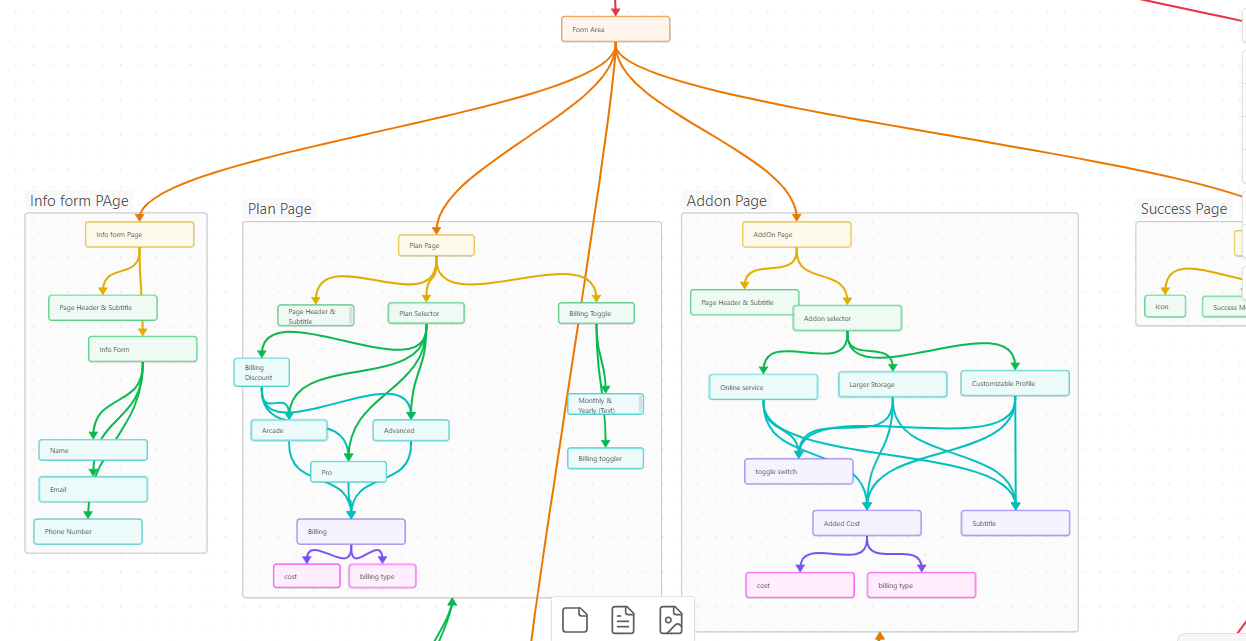 Form Area
Info form PAge
Info form Page
Page Header & Subtitle
Info Form
Name
Email
Phone Number
Plan Page
Plan Page
Page Header &
Subtitle
Plan Selector
Billing Toggle
Billing
Discount
Monthly &
Yearly (Text)
Arcade
Advanced
Pro
Billing toggler
Billing
cost
billing type
Addon Page
AddOn Page
Page Header & Subtitle
Addon selector
Online service
Larger Storage
Customizable Profile
toggle switch
Added Cost
Subtitle
cost
billing type
Success Page
icon
Success M